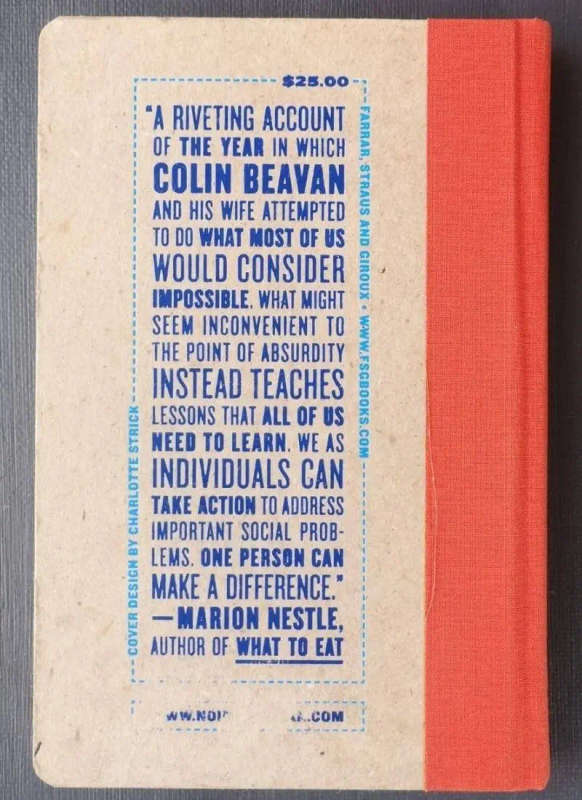 $25.00
"A RIVETING ACCOUNT
OF THE YEAR IN WHICH
COLIN BEAVAN
AND HIS WIFE ATTEMPTED
TO DO WHAT MOST OF US
WOULD CONSIDER
IMPOSSIBLE. WHAT MIGHT
SEEM INCONVENIENT TO
THE POINT OF ABSURDITY
INSTEAD TEACHES
LESSONS THAT ALL OF US
NEED TO LEARN. WE AS
INDIVIDUALS CAN
TAKE ACTION TO ADDRESS
IMPORTANT SOCIAL PROB-
LEMS. ONE PERSON CAN
MAKE A DIFFERENCE."
—MARION NESTLE,
AUTHOR OF WHAT TO EAT
FARRAR, STRAUS AND GIROUX • WWW.FSGBOOKS.COM
COVER DESIGN BY CHARLOTTE STRICK
.COM